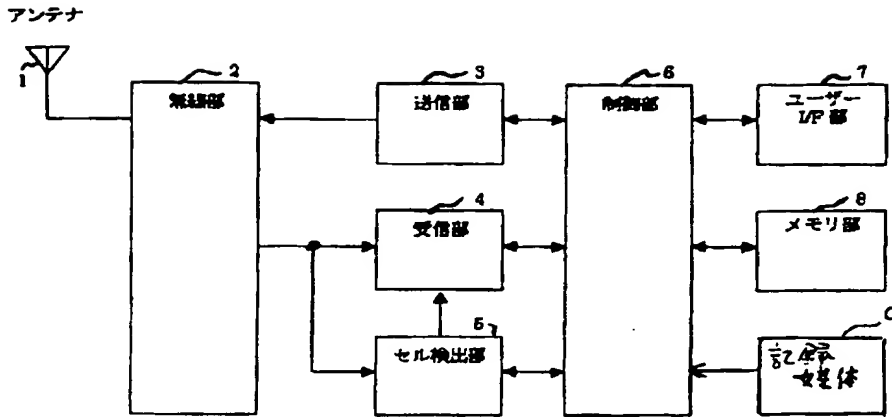 アンテナ
1
2
無線部
3
送信部
6
制御部
7
ユーザー
I/F部
4
受信部
8
メモリ部
5
セル検出部
C
記録
媒体